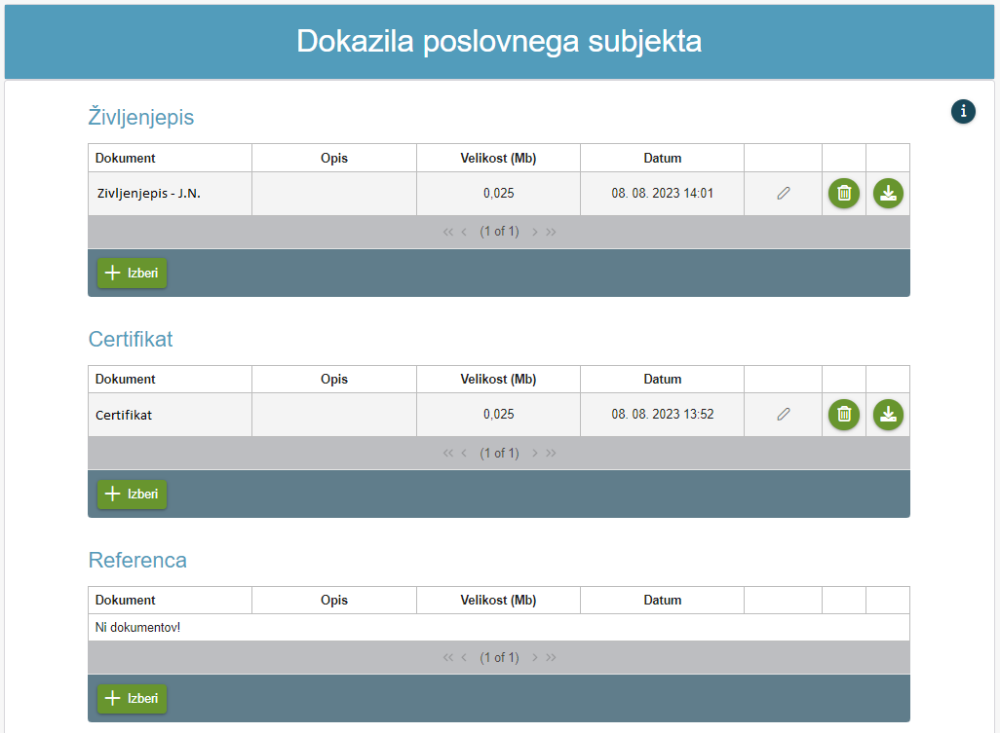 Dokazila poslovnega subjekta
Življenjepis
Dokument Opis Velikost (Mb) Datum
Zivljenjepis - J.N. 0,025 08. 08. 2023 14:01
(1 of 1)
Izberi
Certifikat
Dokument Opis Velikost (Mb) Datum
Certifikat 0,025 08. 08. 2023 13:52
(1 of 1)
Izberi
Referenca
Dokument Opis Velikost (Mb) Datum
Ni dokumentov!
(1 of 1)
Izberi